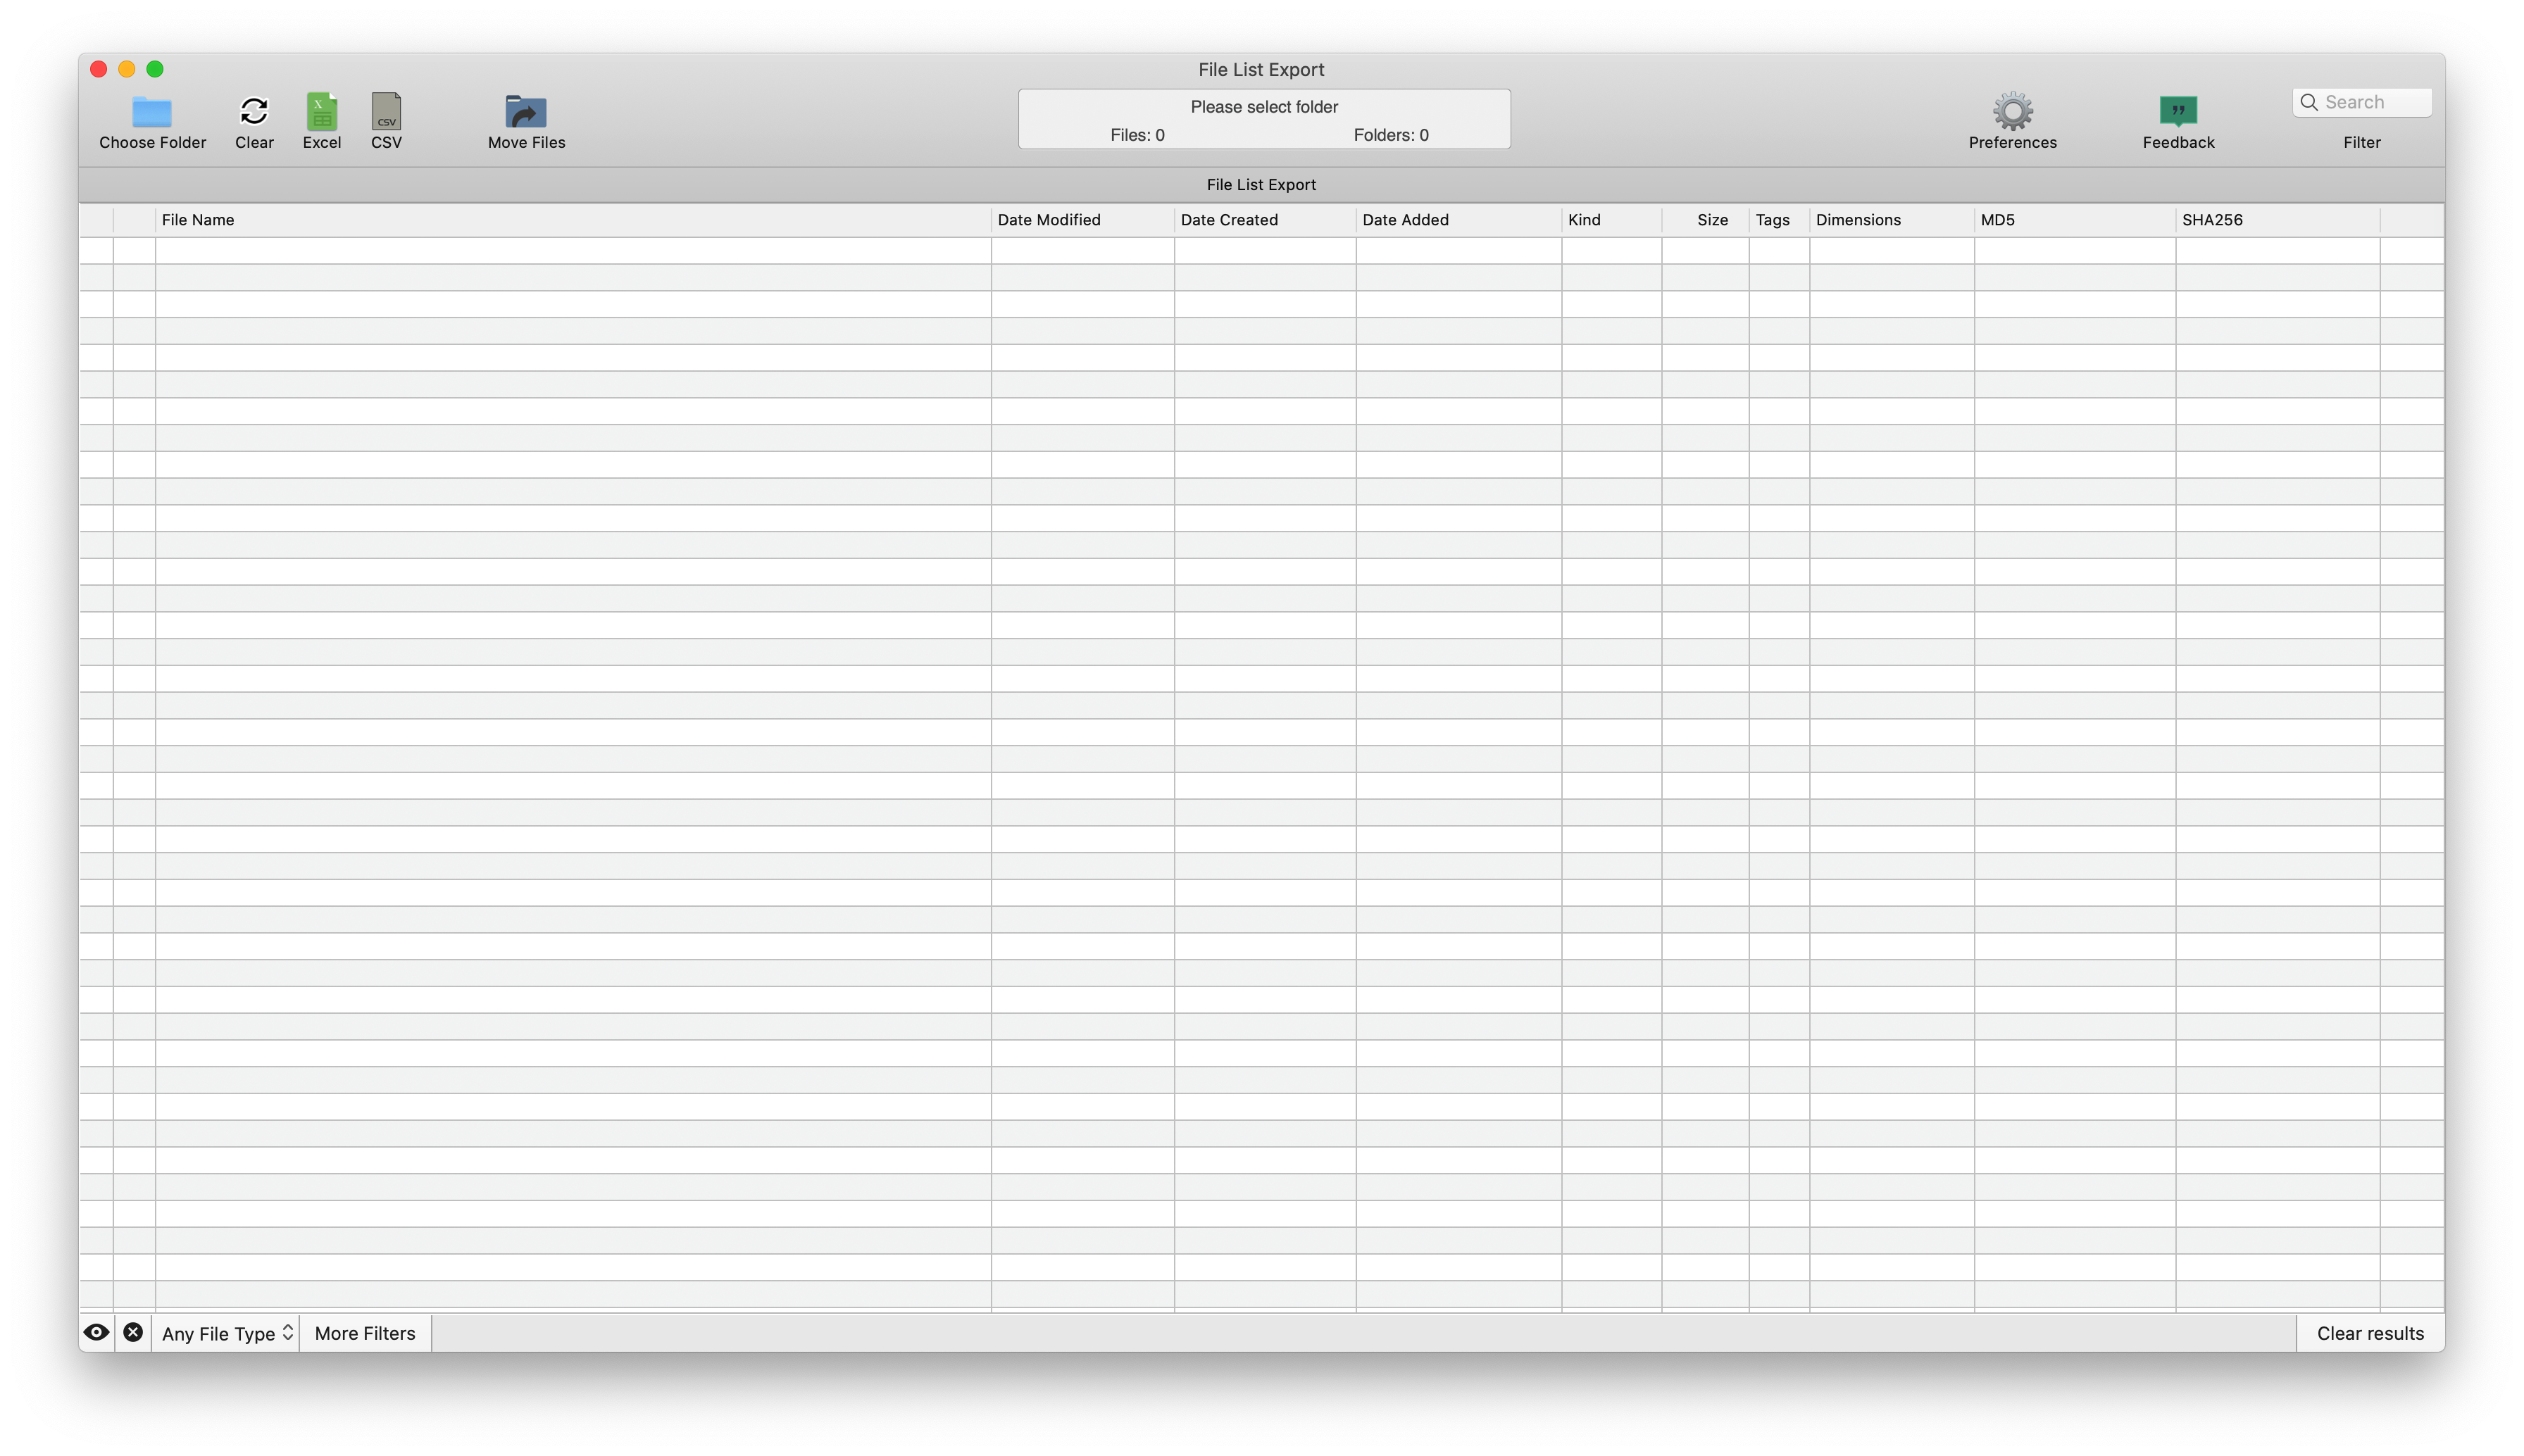 File List Export
Choose Folder
Clear
X
Excel
CSV
CSV
Move Files
Please select folder
Files: 0
Folders: 0
Preferences
Feedback
Search
Filter
File List Export
File Name
Date Modified
Date Created
Date Added
Kind
Size
Tags
Dimensions
MD5
SHA256
Any File Type
More Filters
Clear results